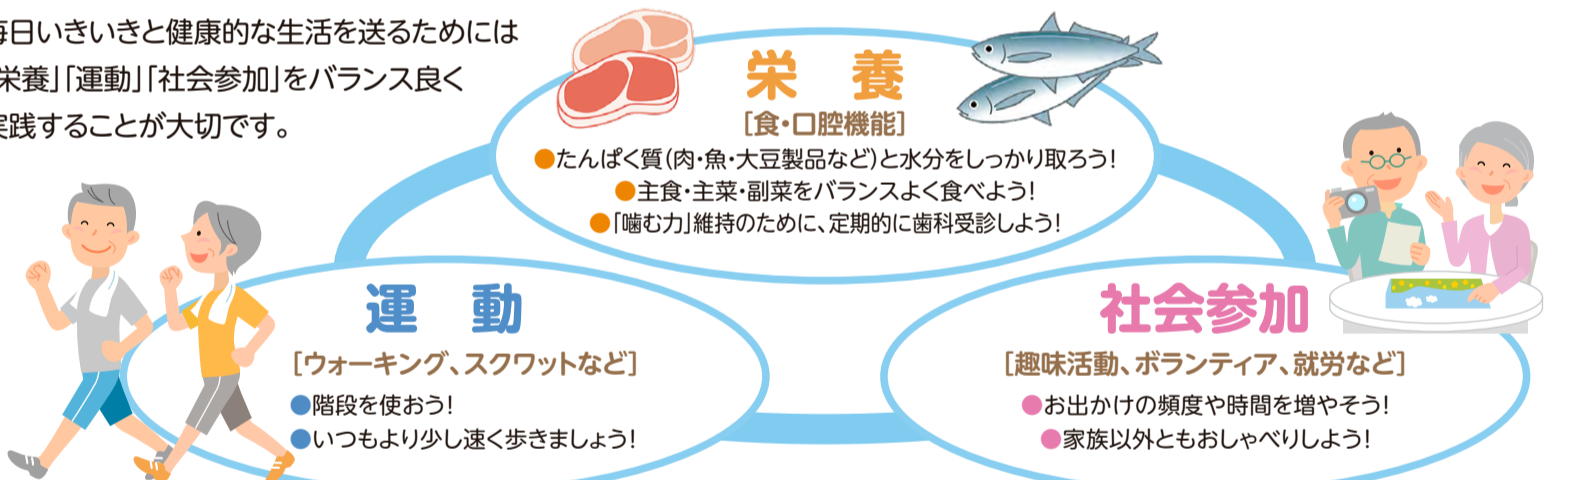 毎日いきいきと健康的な生活を送るためには
栄養」「運動」「社会参加」をバランス良く
実践することが大切です。
栄 養
[食・口腔機能]
●たんぱく質(肉・魚・大豆製品など)と水分をしっかり取ろう!
●主食・主菜・副菜をバランスよく食べよう!
●「噛む力」維持のために、定期的に歯科受診しよう!
運 動
[ウォーキング、スクワットなど]
●階段を使おう!
●いつもより少し速く歩きましょう!
社会参加
[趣味活動、ボランティア、就労など]
●お出かけの頻度や時間を増やそう!
●家族以外ともおしゃべりしよう!